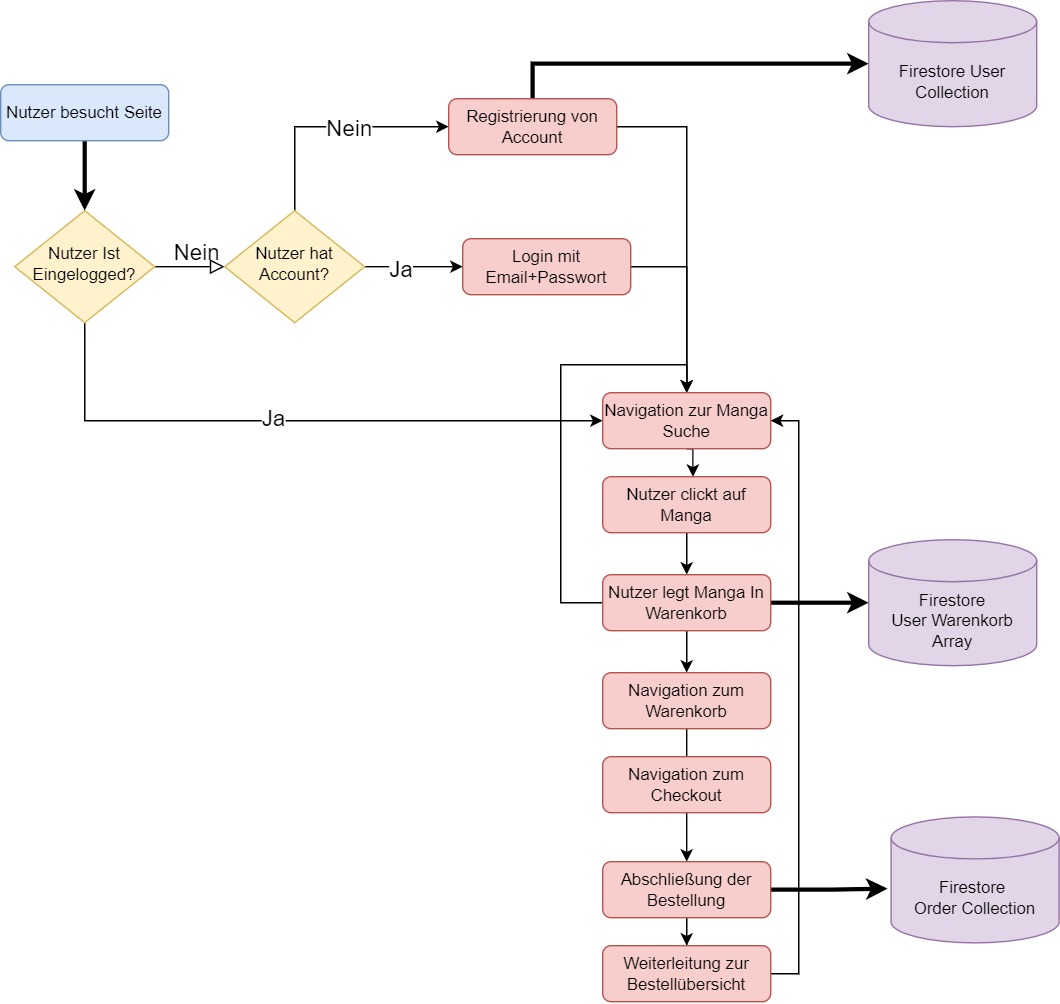 Firestore User
Collection
Nutzer besucht Seite
Registrierung von
Account
Nein
Nutzer Ist
Eingelogged?
Nein
Nutzer hat
Account?
Ja
Login mit
Email+Passwort
Ja
Navigation zur Manga
Suche
Nutzer clickt auf
Manga
Nutzer legt Manga In
Warenkorb
Firestore
User Warenkorb
Array
Navigation zum
Warenkorb
Navigation zum
Checkout
Abschließung der
Bestellung
Firestore
Order Collection
Weiterleitung zur
Bestellübersicht